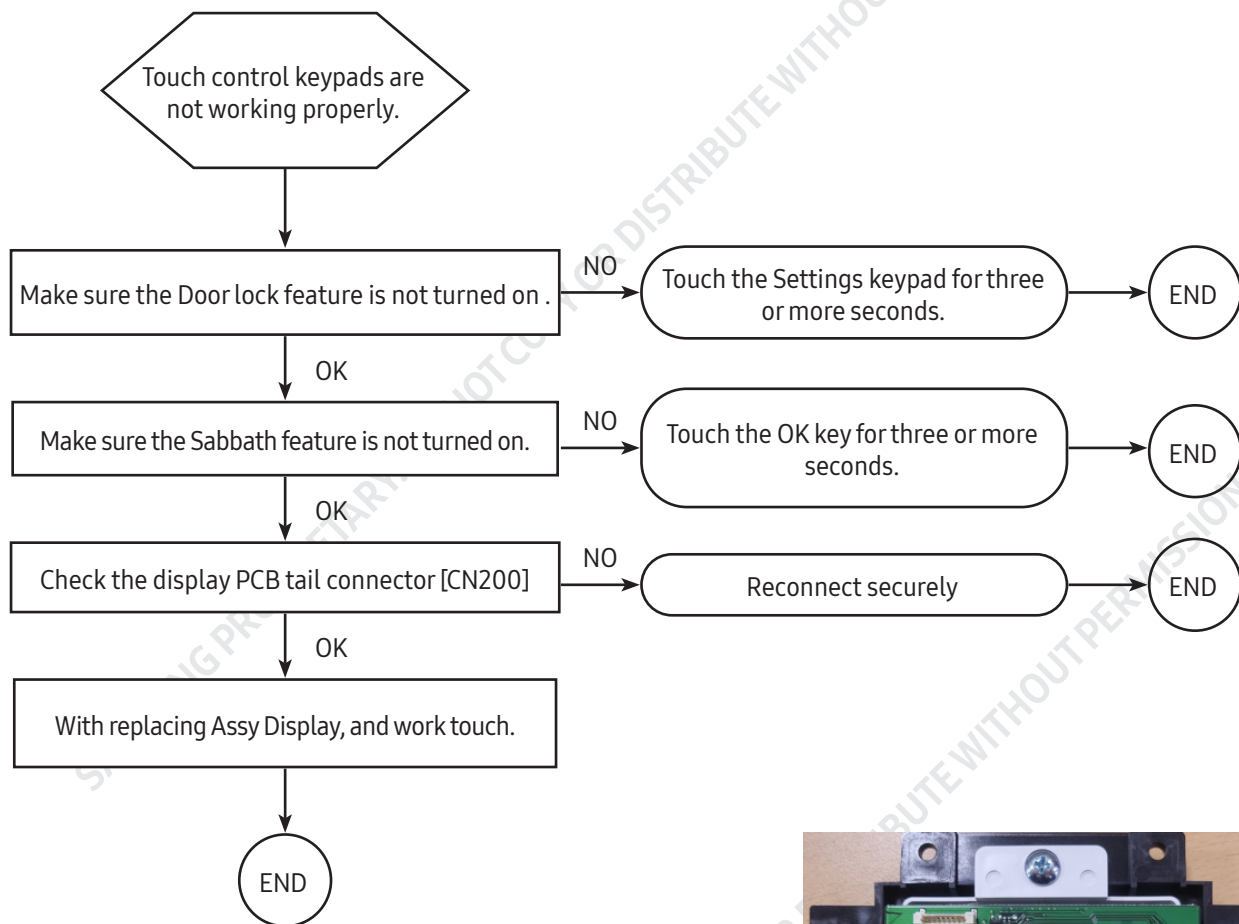 Touch control keypads are
not working properly.
Make sure the Door lock feature is not turned on .
NO
Touch the Settings keypad for three
or more seconds.
END
OK
Make sure the Sabbath feature is not turned on.
NO
Touch the OK key for three or more
seconds.
END
OK
Check the display PCB tail connector [CN200]
NO
Reconnect securely
END
OK
With replacing Assy Display, and work touch.
END